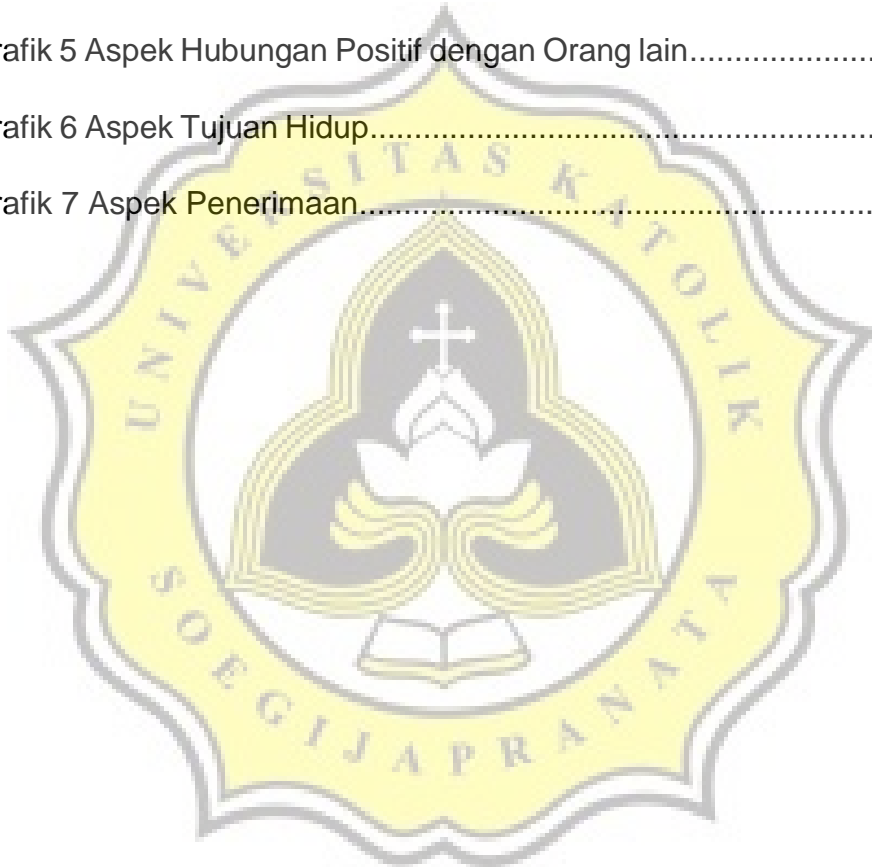 rafik 5 Aspek Hubungan Positif dengan Orang lain.....................
rafik 6 Aspek Tujuan Hidup.........................................................
rafik 7 Aspek Penerimaan..........................................................
UNIVERSITAS KATOLIK
SOEGIJAPRANATA